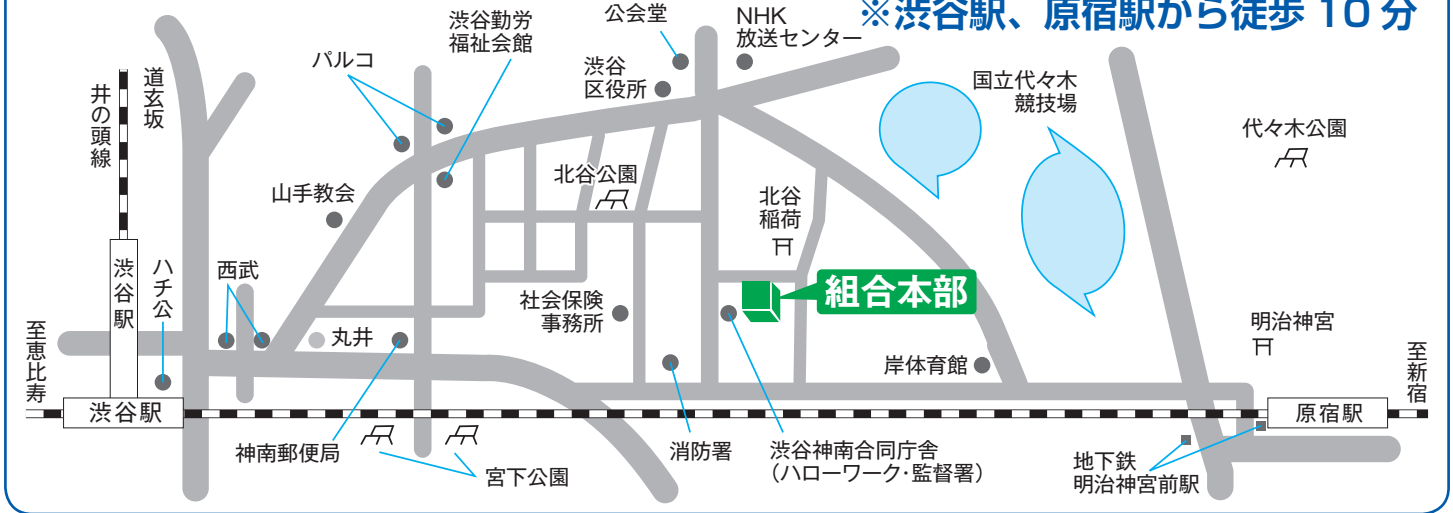 ※渋谷駅、原宿駅から徒歩 10 分
井の頭線
道玄坂
パルコ
渋谷勤労
福祉会館
公会堂
NHK
放送センター
渋谷
区役所
国立代々木
競技場
代々木公園
山手教会
北谷公園
北谷
稲荷
渋谷駅
ハチ公
西武
丸井
社会保険
事務所
組合本部
岸体育館
明治神宮
至恵比寿
至新宿
渋谷駅
原宿駅
神南郵便局
宮下公園
消防署
渋谷神南合同庁舎
(ハローワーク・監督署)
地下鉄
明治神宮前駅